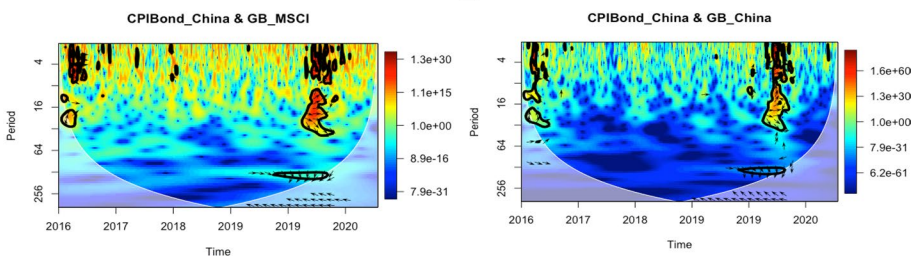 CPIBond_China & GB_MSCI
Period
4
16
64
256
2016
2017
2018
2019
2019
2020
Time
1.3e+30
1.1e+15
1.0e+00
8.9e-16
7.9e-31
CPIBond_China & GB_China
Period
4
16
64
256
2016
2017
2018
2019
2019
2020
Time
1.6e+60
1.3e+30
1.0e+00
7.9e-31
6.2e-61